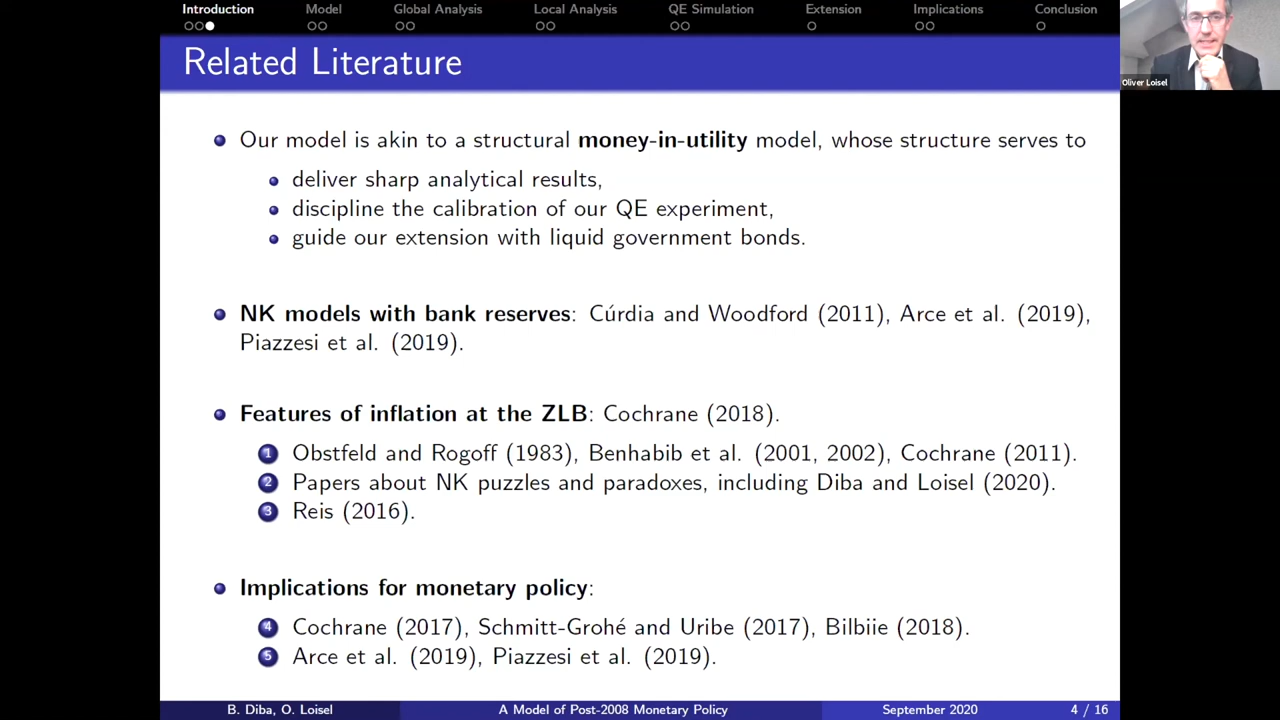 Introduction Model Global Analysis Local Analysis QE Simulation Extension Implications Conclusion
Related Literature
Oliver Loisel
Our model is akin to a structural money-in-utility model, whose structure serves to
deliver sharp analytical results,
discipline the calibration of our QE experiment,
guide our extension with liquid government bonds.
NK models with bank reserves: Cúrdia and Woodford (2011), Arce et al. (2019),
Piazzesi et al. (2019).
Features of inflation at the ZLB: Cochrane (2018).
1 Obstfeld and Rogoff (1983), Benhabib et al. (2001, 2002), Cochrane (2011).
2 Papers about NK puzzles and paradoxes, including Diba and Loisel (2020).
3 Reis (2016).
Implications for monetary policy:
4 Cochrane (2017), Schmitt-Grohé and Uribe (2017), Bilbiie (2018).
5 Arce et al. (2019), Piazzesi et al. (2019).
B. Diba, O. Loisel A Model of Post-2008 Monetary Policy September 2020 4 / 16